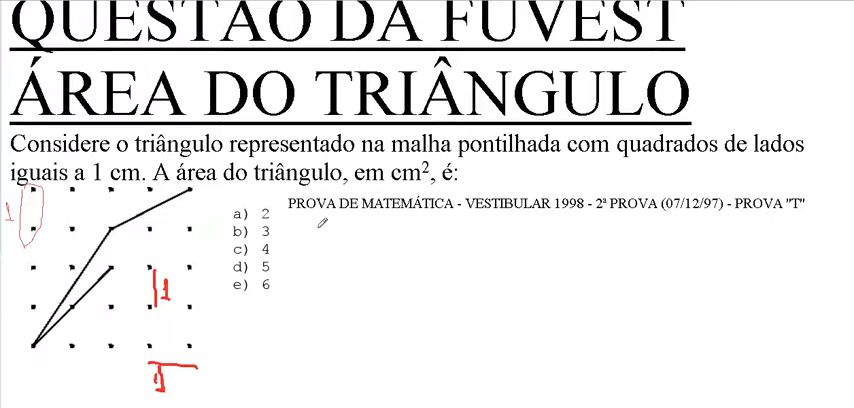 QUESTÃO DA FUVEST
ÁREA DO TRIÂNGULO
Considere o triângulo representado na malha pontilhada com quadrados de lados
iguais a 1 cm. A área do triângulo, em cm², é:
PROVA DE MATEMÁTICA - VESTIBULAR 1998 - 2ª PROVA (07/12/97) - PROVA "T"
1
a) 2
b) 3
c) 4
d) 5
e) 6
1
1